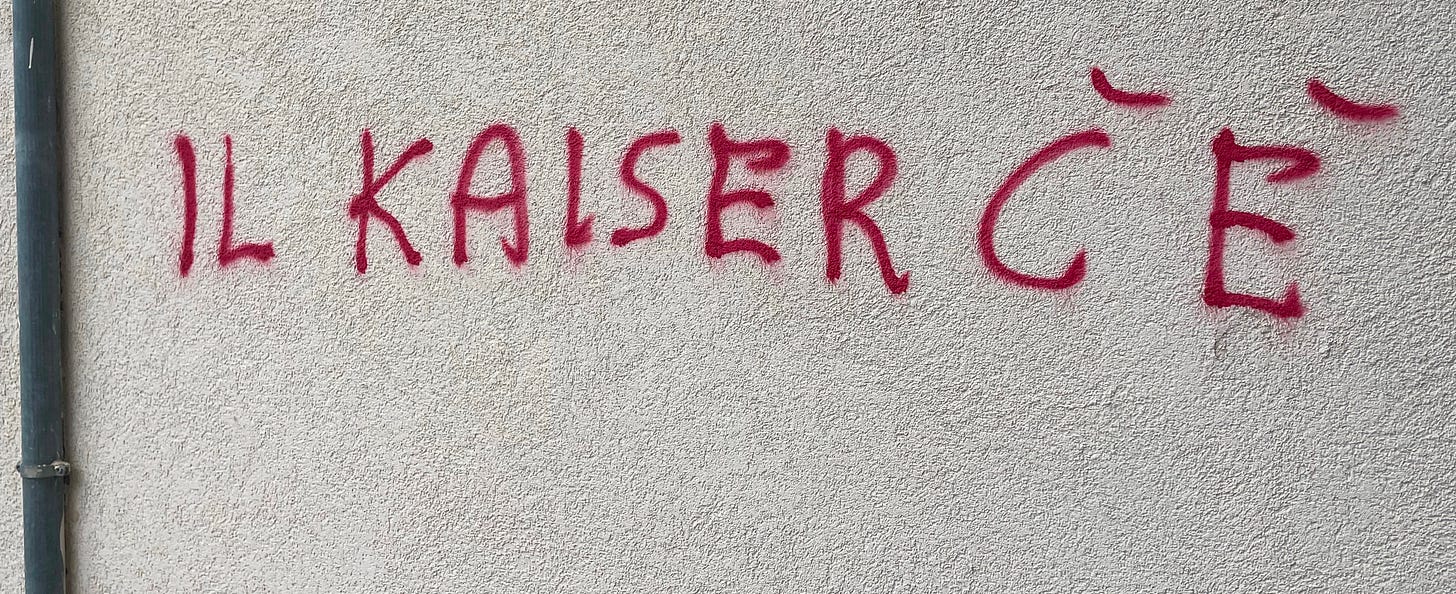 IL KAISER C̀ È